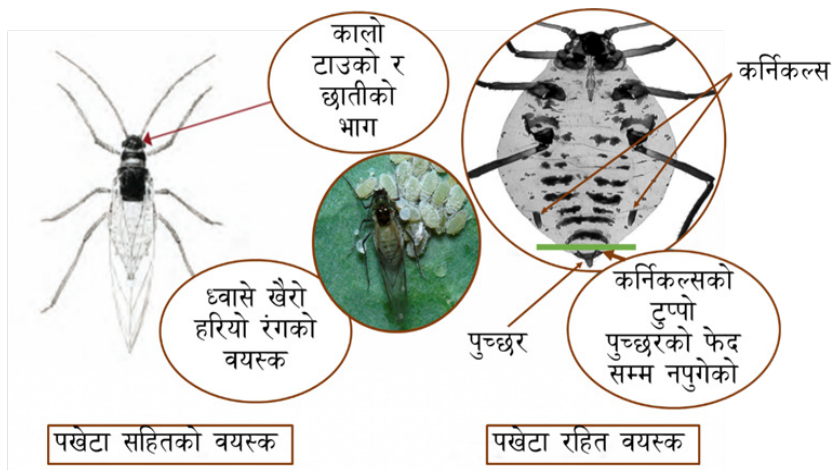 कालो
टाउको र
छातीको
भाग
कर्निकल्स
ध्वासे खैरो
हरियो रंगको
वयस्क
पुच्छर
कर्निकल्सको
टुप्पो
पुच्छरको फेद
सम्म नपुगेको
पखेटा सहितको वयस्क
पखेटा रहित वयस्क